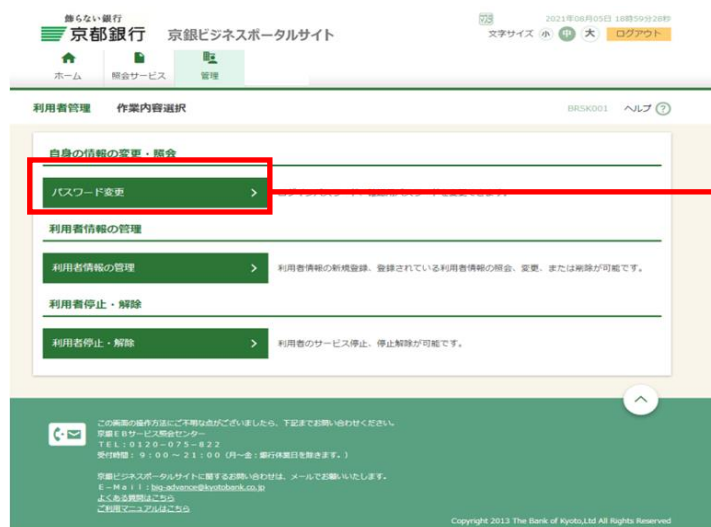 飾らない銀行
京都銀行 京銀ビジネスポータルサイト
2021年08月05日 18時59分28秒
文字サイズ 小 中 大 ログアウト
ホーム 照会サービス 管理
利用者管理 作業内容選択 BRSK001 ヘルプ ?
自身の情報の変更・照会
パスワード変更
利用者情報の管理
利用者情報の管理 利用者情報の新規登録、登録されている利用者情報の照会、変更、または削除が可能です。
利用者停止・解除
利用者停止・解除 利用者のサービス停止、停止解除が可能です。
この画面の操作方法にご不明な点がございましたら、下記までお問い合わせください。
京銀EBサービス照会センター
TEL:0120-075-822
受付時間:9:00~21:00(月~金:銀行休業日を除きます。)
京銀ビジネスポータルサイトに関するお問い合わせは、メールでお願いいたします。
E-Mail:big-advance@kyotobank.co.jp
よくある質問はこちら
ご利用マニュアルはこちら
Copyright 2013 The Bank of Kyoto,Ltd All Rights Reserved